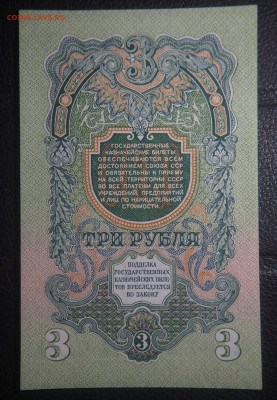 3
ГОСУДАРСТВЕННЫЕ
КАЗНАЧЕЙСКИЕ БИЛЕТЫ
ОБЕСПЕЧИВАЮТСЯ ВСЕМ
ДОСТОЯНИЕМ СОЮЗА ССР
И ОБЯЗАТЕЛЬНЫ К ПРИЕМУ
НА ВСЕЙ ТЕРРИТОРИИ СССР
ВО ВСЕ ПЛАТЕЖИ ДЛЯ ВСЕХ
УЧРЕЖДЕНИЙ, ПРЕДПРИЯТИЙ
И ЛИЦ ПО НАРИЦАТЕЛЬНОЙ
СТОИМОСТИ.
ТРИ РУБЛЯ
ПОДДЕЛКА
ГОСУДАРСТВЕННЫХ
КАЗНАЧЕЙСКИХ БИЛЕ
ТОВ ПРЕСЛЕДУЕТСЯ
ПО ЗАКОНУ
3 3 3